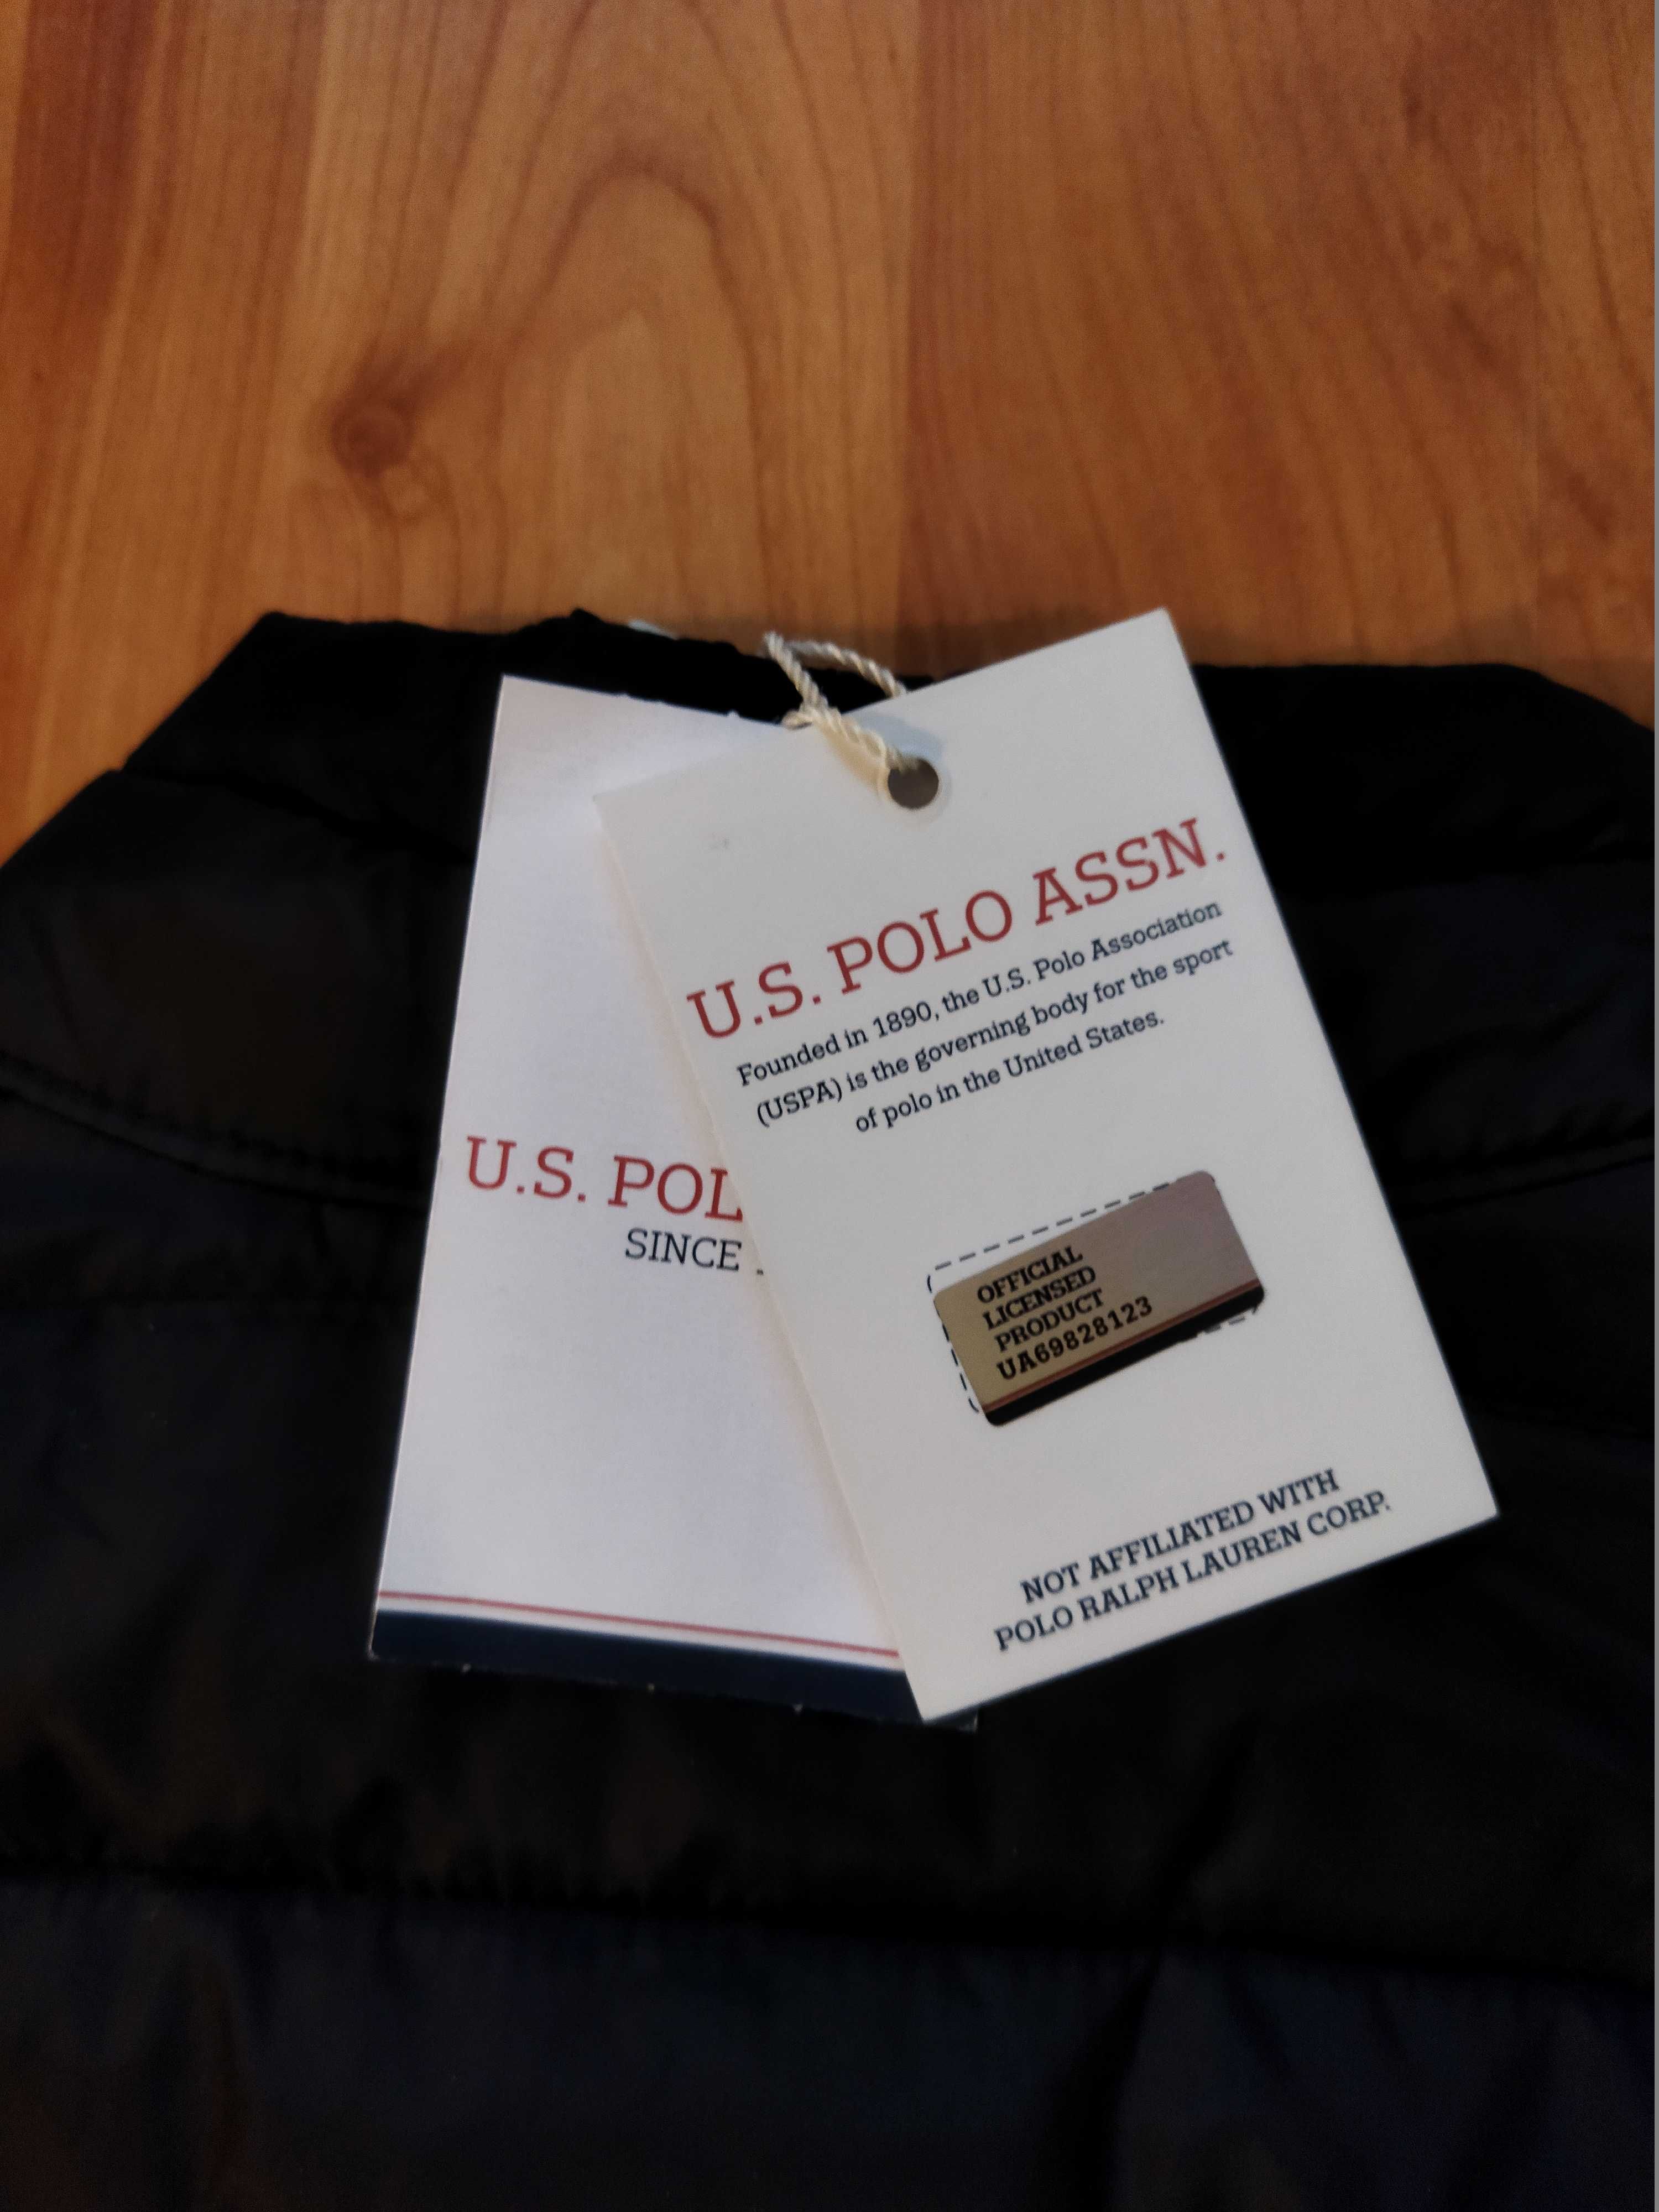 U.S. POLO ASSN.
Founded in 1890, the U.S. Polo Association
(USPA) is the governing body for the sport
of polo in the United States.
OFFICIAL
LICENSED
PRODUCT
UA69828123
NOT AFFILIATED WITH
POLO RALPH LAUREN CORP.
U.S. POL
SINCE